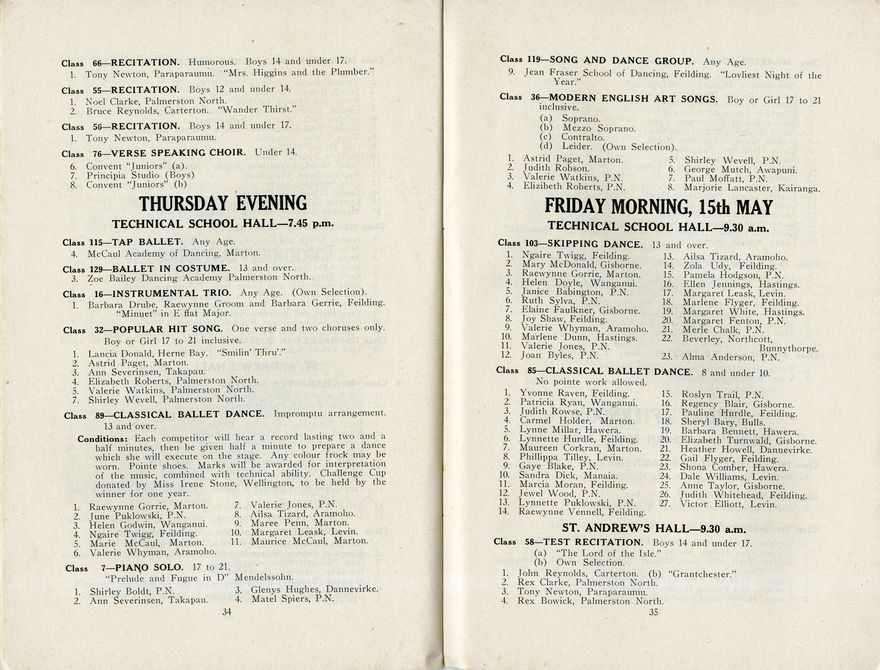 Class 66—RECITATION. Humorous. Boys 14 and under 17.
1. Tony Newton, Paraparaumu. "Mrs. Higgins and the Plumber."
Class 55—RECITATION. Boys 12 and under 14.
1. Noel Clarke, Palmerston North.
2. Bruce Reynolds, Carterton. "Wander Thirst."
Class 56—RECITATION. Boys 14 and under 17.
1. Tony Newton, Paraparaumu.
Class 76—VERSE SPEAKING CHOIR. Under 14.
6. Convent "Juniors" (a).
7. Principia Studio (Boys)
8. Convent "Juniors" (b)
THURSDAY EVENING
TECHNICAL SCHOOL HALL—7.45 p.m.
Class 115—TAP BALLET. Any Age.
4. McCaul Academy of Dancing, Marton.
Class 129—BALLET IN COSTUME. 13 and over.
3. Zoe Bailey Dancing Academy Palmerston North.
Class 16—INSTRUMENTAL TRIO. Any Age. (Own Selection).
1. Barbara Drube, Raewynne Groom and Barbara Gerrie, Feilding.
"Minuet" in E flat Major.
Class 32—POPULAR HIT SONG. One verse and two choruses only.
Boy or Girl 17 to 21 inclusive.
1. Lancia Donald, Herne Bay. "Smilin' Thru'."
2. Astrid Paget, Marton.
3. Ann Severinsen, Takapau.
4. Elizabeth Roberts, Palmerston North.
5. Valerie Watkins, Palmerston North.
7. Shirley Wevell, Palmerston North.
Class 89—CLASSICAL BALLET DANCE. Impromptu arrangement.
13 and over.
Conditions: Each competitor will hear a record lasting two and a
half minutes, then be given half a minute to prepare a dance
which she will execute on the stage. Any colour frock may be
worn. Pointe shoes. Marks will be awarded for interpretation
of the music, combined with technical ability. Challenge Cup
donated by Miss Irene Stone, Wellington, to be held by the
winner for one year.
1. Raewynne Gorrie, Marton.
2. June Puklowski, P.N.
3. Helen Godwin, Wanganui.
4. Ngaire Twigg, Feilding.
5. Marie McCaul, Marton.
6. Valerie Whyman, Aramoho.
7. Valerie Jones, P.N.
8. Ailsa Tizard, Aramoho.
9. Maree Penn, Marton.
10. Margaret Leask, Levin.
11. Maurice McCaul, Marton.
Class 7—PIANO SOLO. 17 to 21.
"Prelude and Fugue in D" Mendelssohn.
1. Shirley Boldt, P.N.
2. Ann Severinsen, Takapau.
3. Glenys Hughes, Dannevirke.
4. Matel Spiers, P.N.
34
Class 119—SONG AND DANCE GROUP. Any Age.
9. Jean Fraser School of Dancing, Feilding. "Lovliest Night of the
Year."
Class 36—MODERN ENGLISH ART SONGS. Boy or Girl 17 to 21
inclusive.
(a) Soprano.
(b) Mezzo Soprano.
(c) Contralto.
(d) Leider. (Own Selection).
1. Astrid Paget, Marton.
2. Judith Robson.
3. Valerie Watkins, P.N.
4. Elizibeth Roberts, P.N.
5. Shirley Wevell, P.N.
6. George Mutch, Awapuni.
7. Paul Moffatt, P.N.
8. Marjorie Lancaster, Kairanga.
FRIDAY MORNING, 15th MAY
TECHNICAL SCHOOL HALL—9.30 a.m.
Class 103—SKIPPING DANCE. 13 and over.
1. Ngaire Twigg, Feilding.
2. Mary McDonald, Gisborne.
3. Raewynne Gorrie, Marton.
4. Helen Doyle, Wanganui.
5. Janice Babington, P.N.
6. Ruth Sylva, P.N.
7. Elaine Faulkner, Gisborne.
8. Joy Shaw, Feilding.
9. Valerie Whyman, Aramoho.
10. Marlene Dunn, Hastings.
11. Valerie Jones, P.N.
12. Joan Byles, P.N.
13. Ailsa Tizard, Aramoho.
14. Zola Udy, Feilding.
15. Pamela Hodgson, P.N.
16. Ellen Jennings, Hastings.
17. Margaret Leask, Levin.
18. Marlene Flyger, Feilding.
19. Margaret White, Hastings.
20. Margaret Fenton, P.N.
21. Merle Chalk, P.N.
22. Beverley, Northcott,
Bunnythorpe.
23. Alma Anderson, P.N.
Class 85—CLASSICAL BALLET DANCE. 8 and under 10.
No pointe work allowed.
1. Yvonne Raven, Feilding.
2. Patricia Ryan, Wanganui.
3. Judith Rowse, P.N.
4. Carmel Holder, Marton.
5. Lynne Millar, Hawera.
6. Lynnette Hurdle, Feilding.
7. Maureen Corkran, Marton.
8. Phillippa Tilley, Levin.
9. Gaye Blake, P.N.
10. Sandra Dick, Manaia.
11. Marcia Moran, Feilding.
12. Jewel Wood, P.N.
13. Lynnette Puklowski, P.N.
14. Raewynne Vennell, Feilding.
15. Roslyn Trail, P.N.
16. Regency Blair, Gisborne.
17. Pauline Hurdle, Feilding.
18. Sheryl Bary, Bulls.
19. Barbara Bennett, Hawera.
20. Elizabeth Turnwald, Gisborne.
21. Heather Howell, Dannevirke.
22. Gail Flyger, Feilding.
23. Shona Comber, Hawera.
24. Dale Williams, Levin.
25. Anne Taylor, Gisborne.
26. Judith Whitehead, Feilding.
27. Victor Elliott, Levin.
ST. ANDREW'S HALL—9.30 a.m.
Class 58—TEST RECITATION. Boys 14 and under 17.
(a) "The Lord of the Isle."
(b) Own Selection.
1. John Reynolds, Carterton. (b) "Grantchester."
2. Rex Clarke, Palmerston North.
3. Tony Newton, Paraparaumu.
4. Rex Bowick, Palmerston North.
35